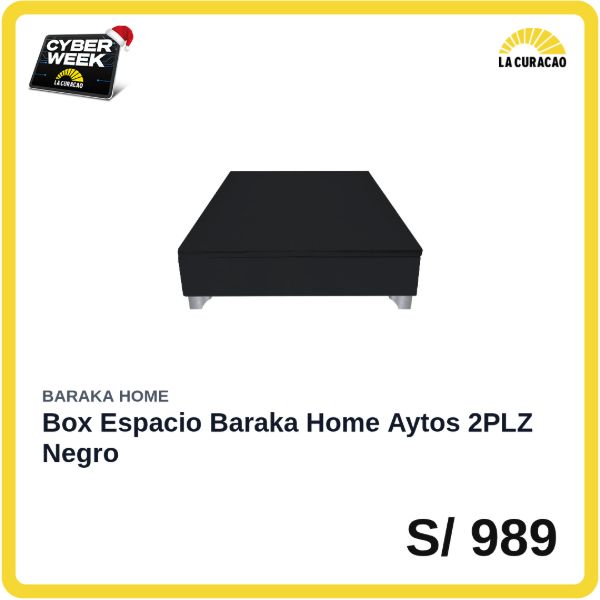 CYBER
WEEK
LA CURACAO
LA CURACAO
BARAKA HOME
Box Espacio Baraka Home Aytos 2PLZ
Negro
S/ 989